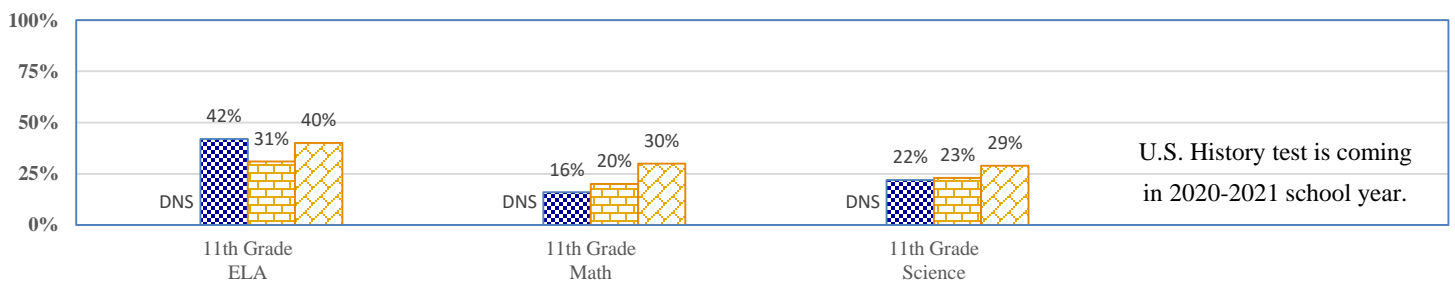 100%
75%
50%
25%
0%
DNS
42%
31%
40%
DNS
16%
20%
30%
DNS
22%
23%
29%
U.S. History test is coming
in 2020-2021 school year.
11th Grade
ELA
11th Grade
Math
11th Grade
Science